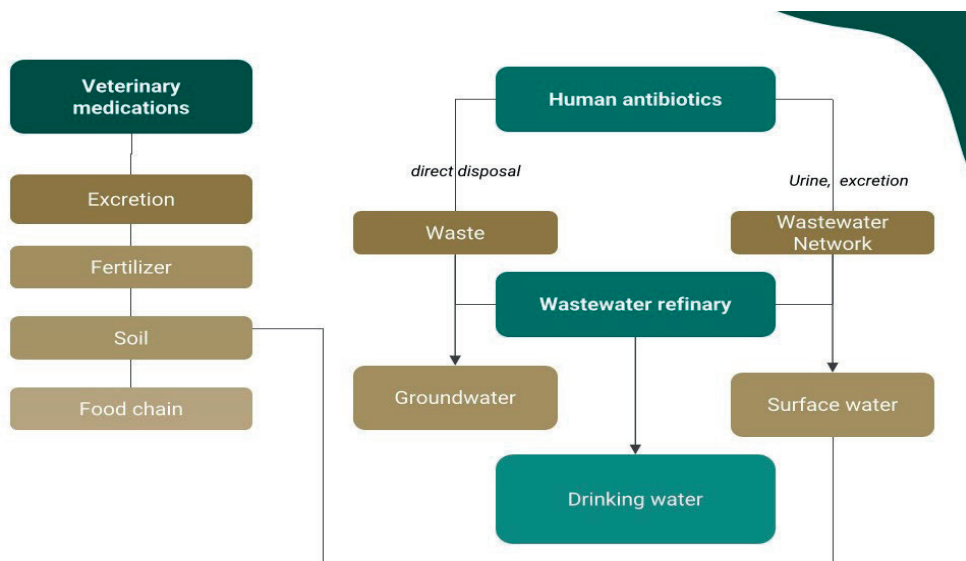 Veterinary
medications
Excretion
Fertilizer
Soil
Food chain
Human antibiotics
direct disposal
Urine, excretion
Waste
Wastewater
Network
Wastewater refinary
Groundwater
Surface water
Drinking water